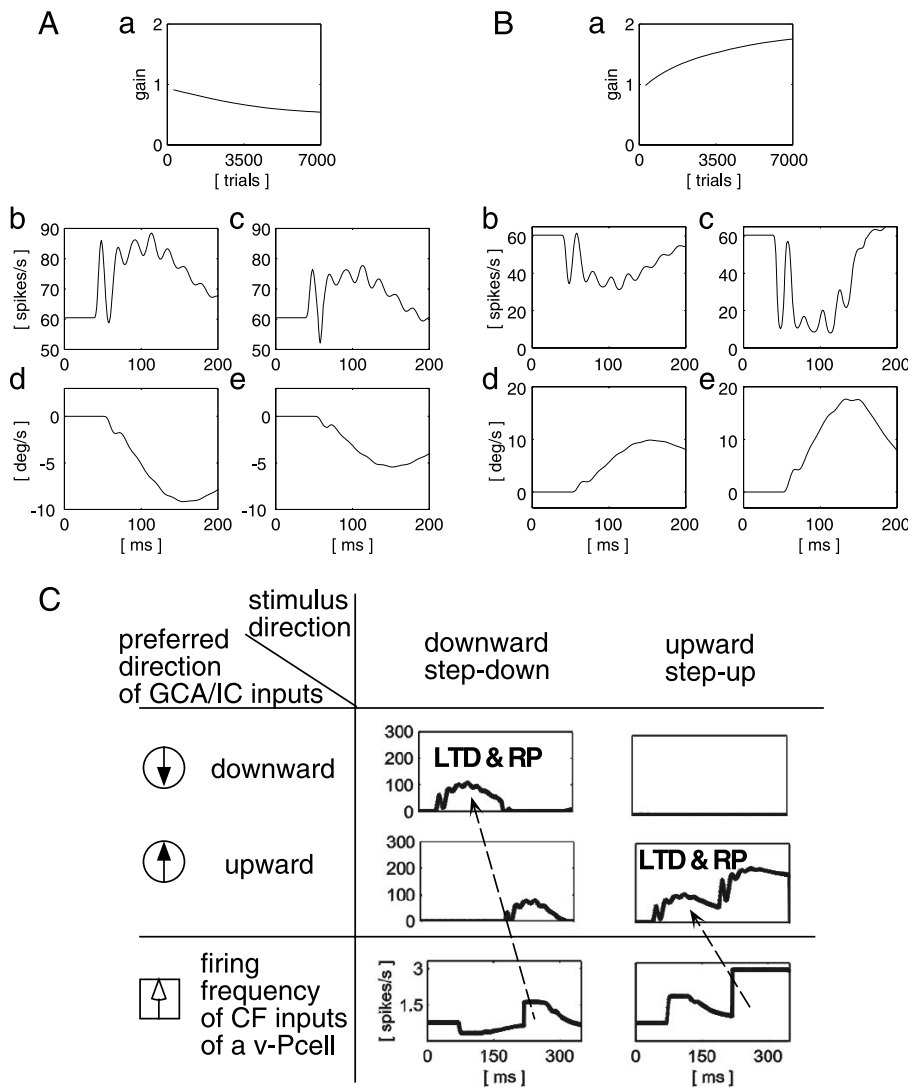 A
a
2
1
0
gain
0
3500
7000
[ trials ]
B
a
2
1
0
gain
0
3500
7000
[ trials ]
b
90
80
70
60
50
[ spikes/s ]
0
100
200
c
90
80
70
60
50
0
100
200
d
0
-5
-10
[ deg/s ]
0
100
200
[ ms ]
e
0
-5
-10
0
100
200
[ ms ]
b
60
40
20
0
[ spikes/s ]
0
100
200
c
60
40
20
0
0
100
200
d
20
10
0
[ deg/s ]
0
100
200
[ ms ]
e
20
10
0
0
100
200
[ ms ]
C
stimulus
direction
preferred
direction
of GCA/IC inputs
downward
step-down
upward
step-up
downward
300
200
100
0
LTD & RP
upward
300
200
100
0
LTD & RP
firing
frequency
of CF inputs
of a v-Pcell
[ spikes/s ]
3
1.5
0
150
300
[ ms ]
0
150
300
[ ms ]